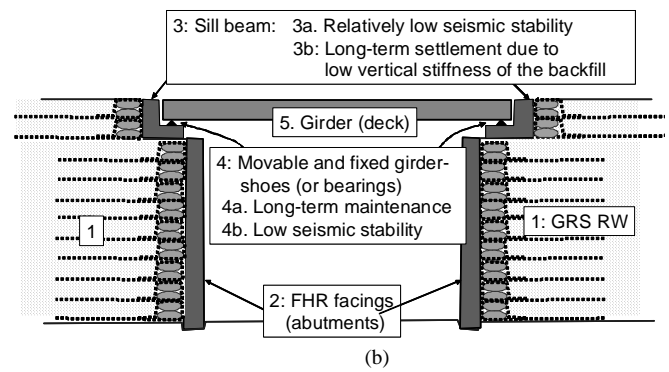 3: Sill beam: 3a. Relatively low seismic stability
3b: Long-term settlement due to
low vertical stiffness of the backfill
5. Girder (deck)
4: Movable and fixed girder-
shoes (or bearings)
4a. Long-term maintenance
4b. Low seismic stability
1
1: GRS RW
2: FHR facings
(abutments)
(b)